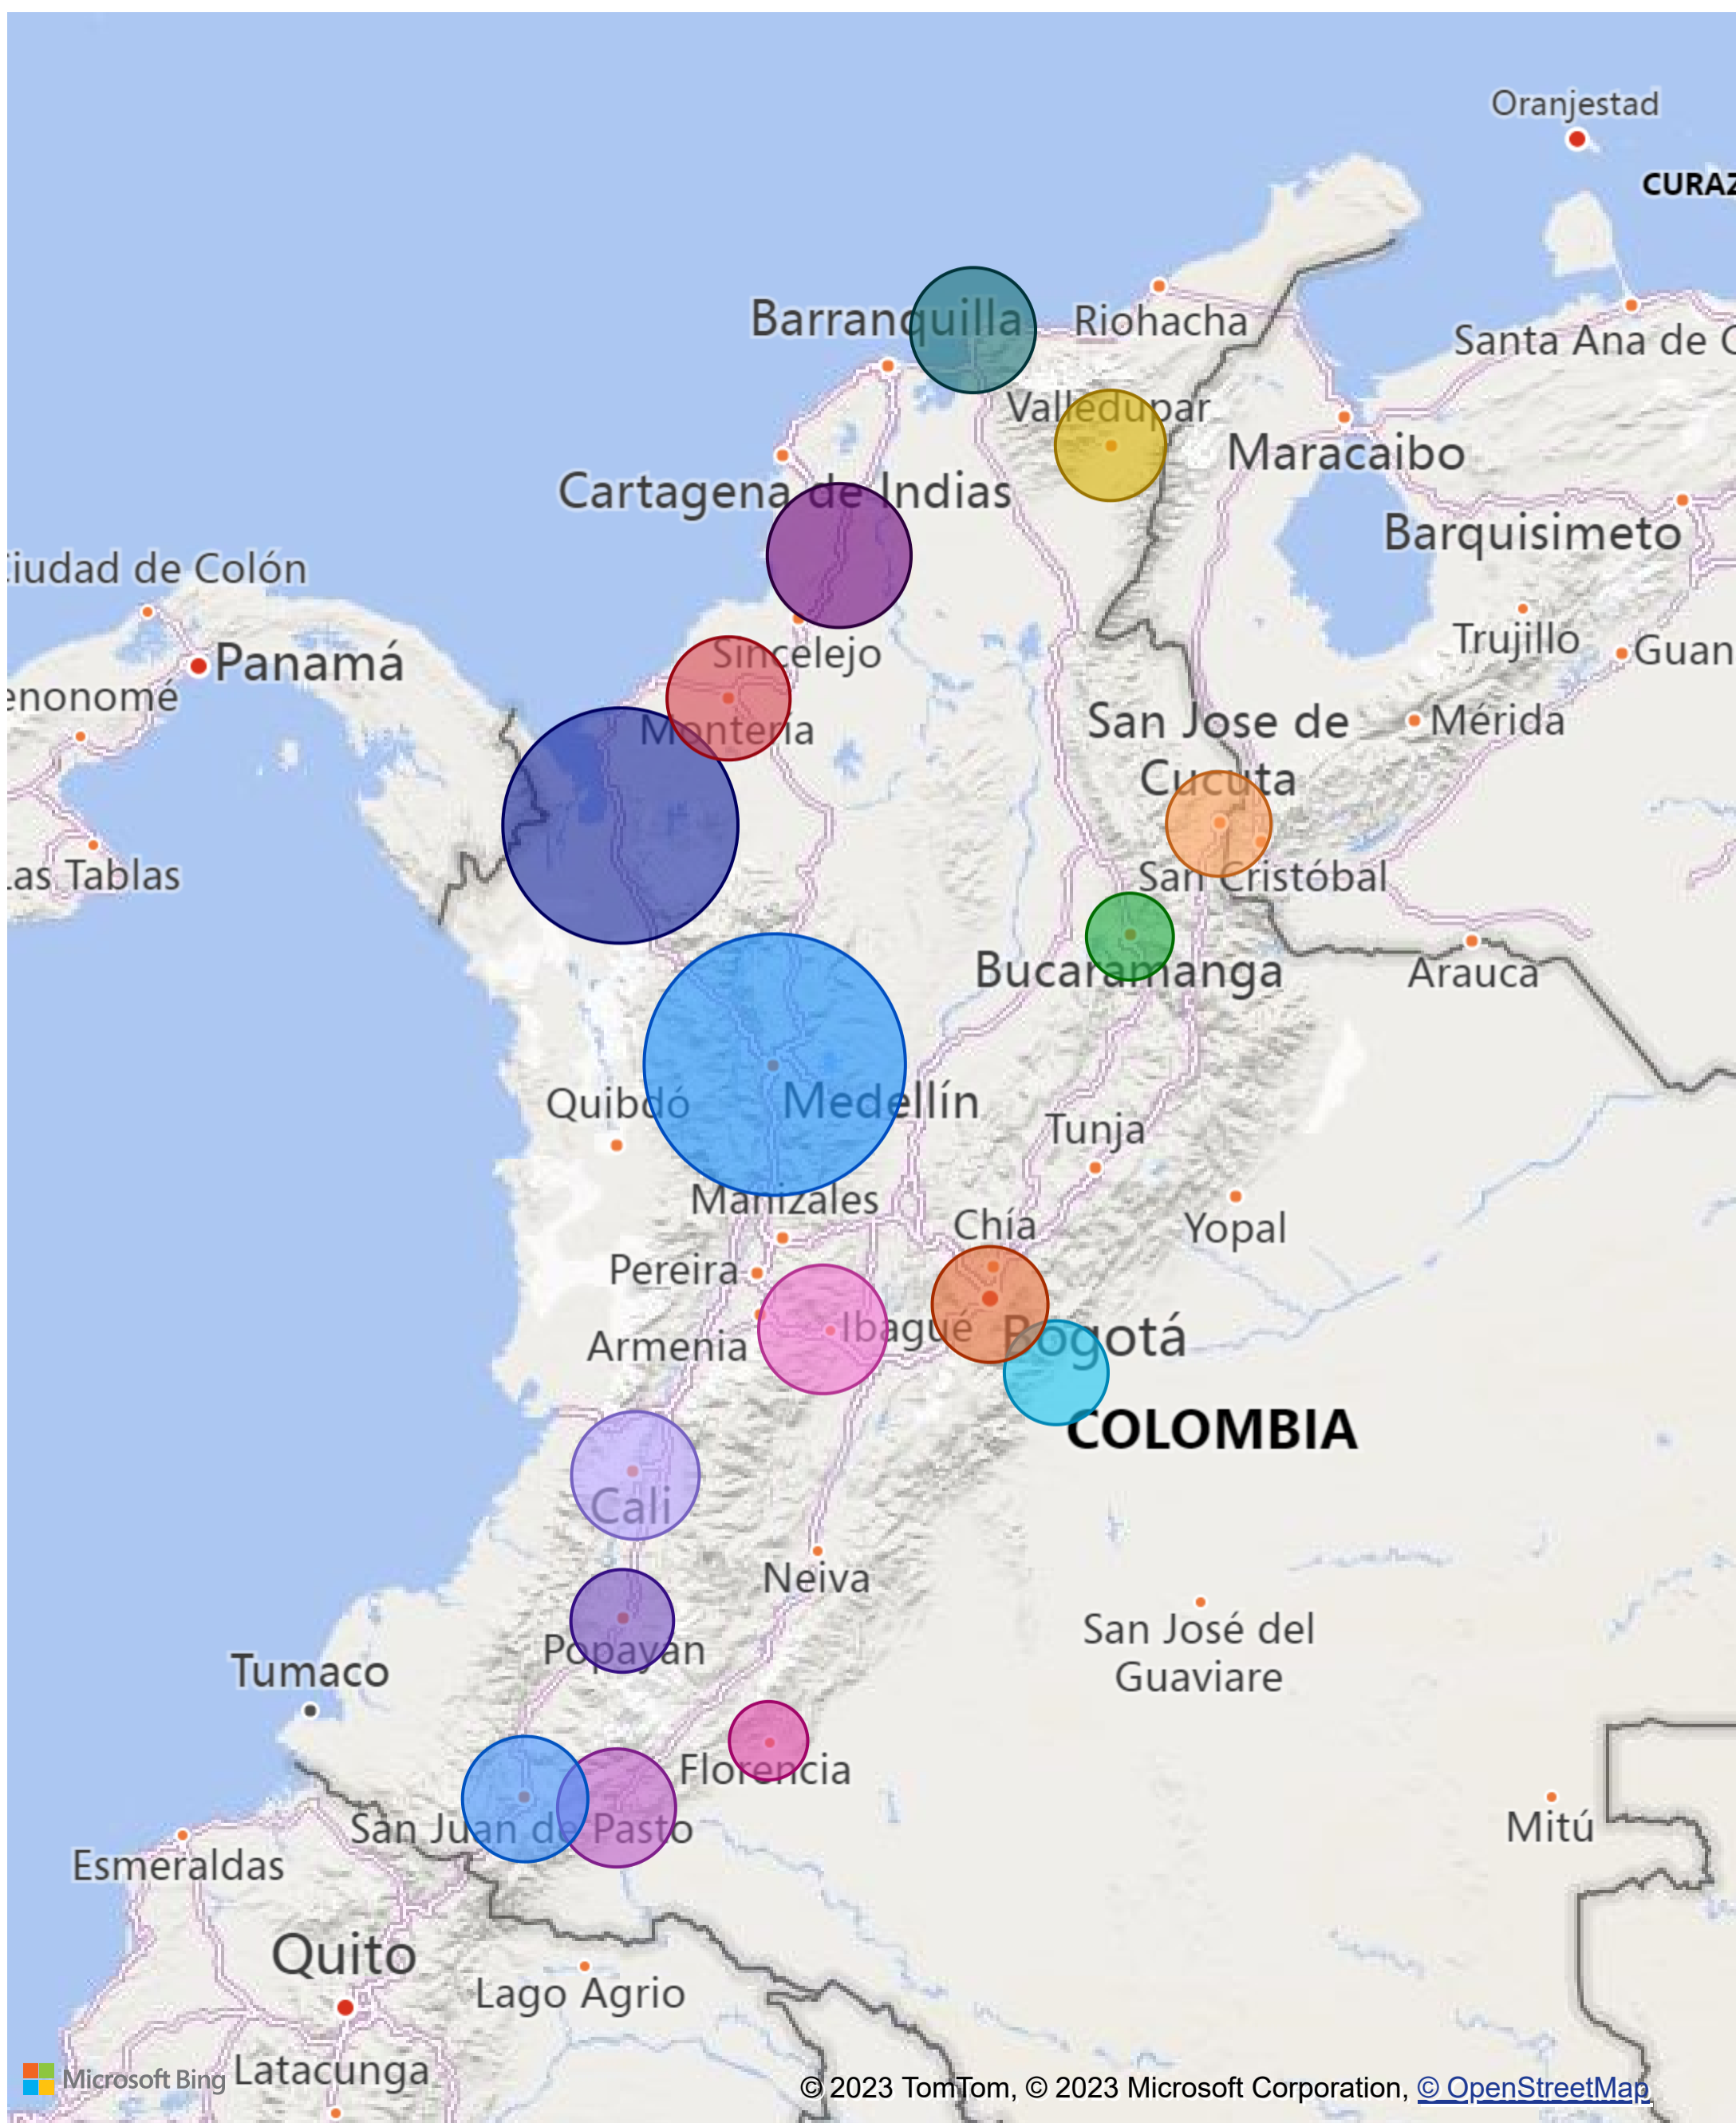 Oranjestad
CURAZ
Barranquilla
Riohacha
Santa Ana de C
Valledupar
Maracaibo
Cartagena de Indias
Barquisimeto
iudad de Colón
Trujillo
Guan
Sincelejo
Panamá
enonomé
San Jose de
Cucuta
Mérida
Montería
as Tablas
San Cristóbal
Bucaramanga
Arauca
Quibdó
Medellín
Tunja
Manizales
Chía
Yopal
Pereira
Ibagué
Bogotá
Armenia
COLOMBIA
Cali
Neiva
San José del
Guaviare
Popayan
Tumaco
Florencia
San Juan de Pasto
Mitú
Esmeraldas
Quito
Lago Agrio
Latacunga
Microsoft Bing
© 2023 TomTom, © 2023 Microsoft Corporation, © OpenStreetMap